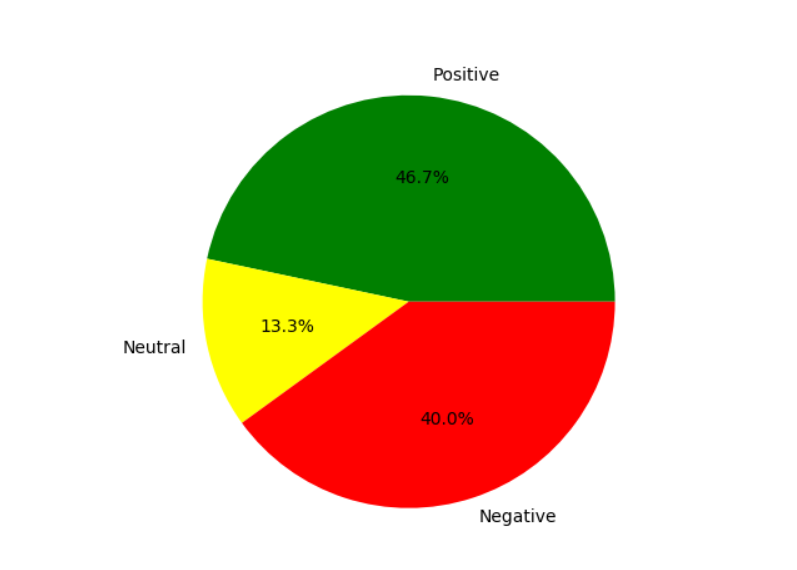 Positive
46.7%
13.3%
Neutral
40.0%
Negative